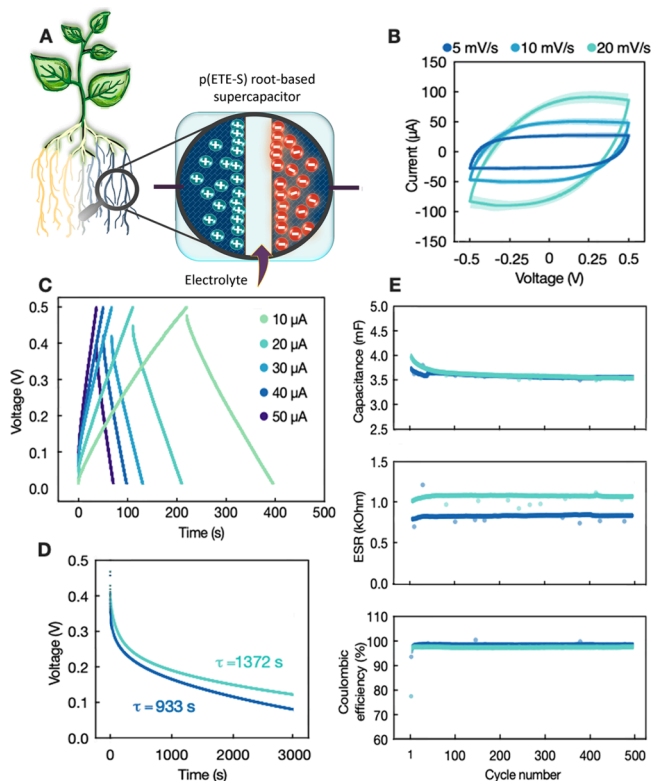 A
p(ETE-S) root-based
supercapacitor
Electrolyte
B
5 mV/s 10 mV/s 20 mV/s
Current (µA)
150
100
50
0
-50
-100
-150
-0.5 -0.25 0 0.25 0.5
Voltage (V)
C
Voltage (V)
0.5
0.4
0.3
0.2
0.1
0.0
10 µA
20 µA
30 µA
40 µA
50 µA
0 100 200 300 400 500
Time (s)
D
Voltage (V)
0.5
0.4
0.3
0.2
0.1
0.0
τ =1372 s
τ =933 s
0 1000 2000 3000
Time (s)
E
Capacitance (mF)
5.0
4.5
4.0
3.5
3.0
2.5
ESR (kOhm)
1.5
1.0
0.5
0.0
Coulombic
efficiency (%)
110
100
90
80
70
60
1 100 200 300 400 500
Cycle number